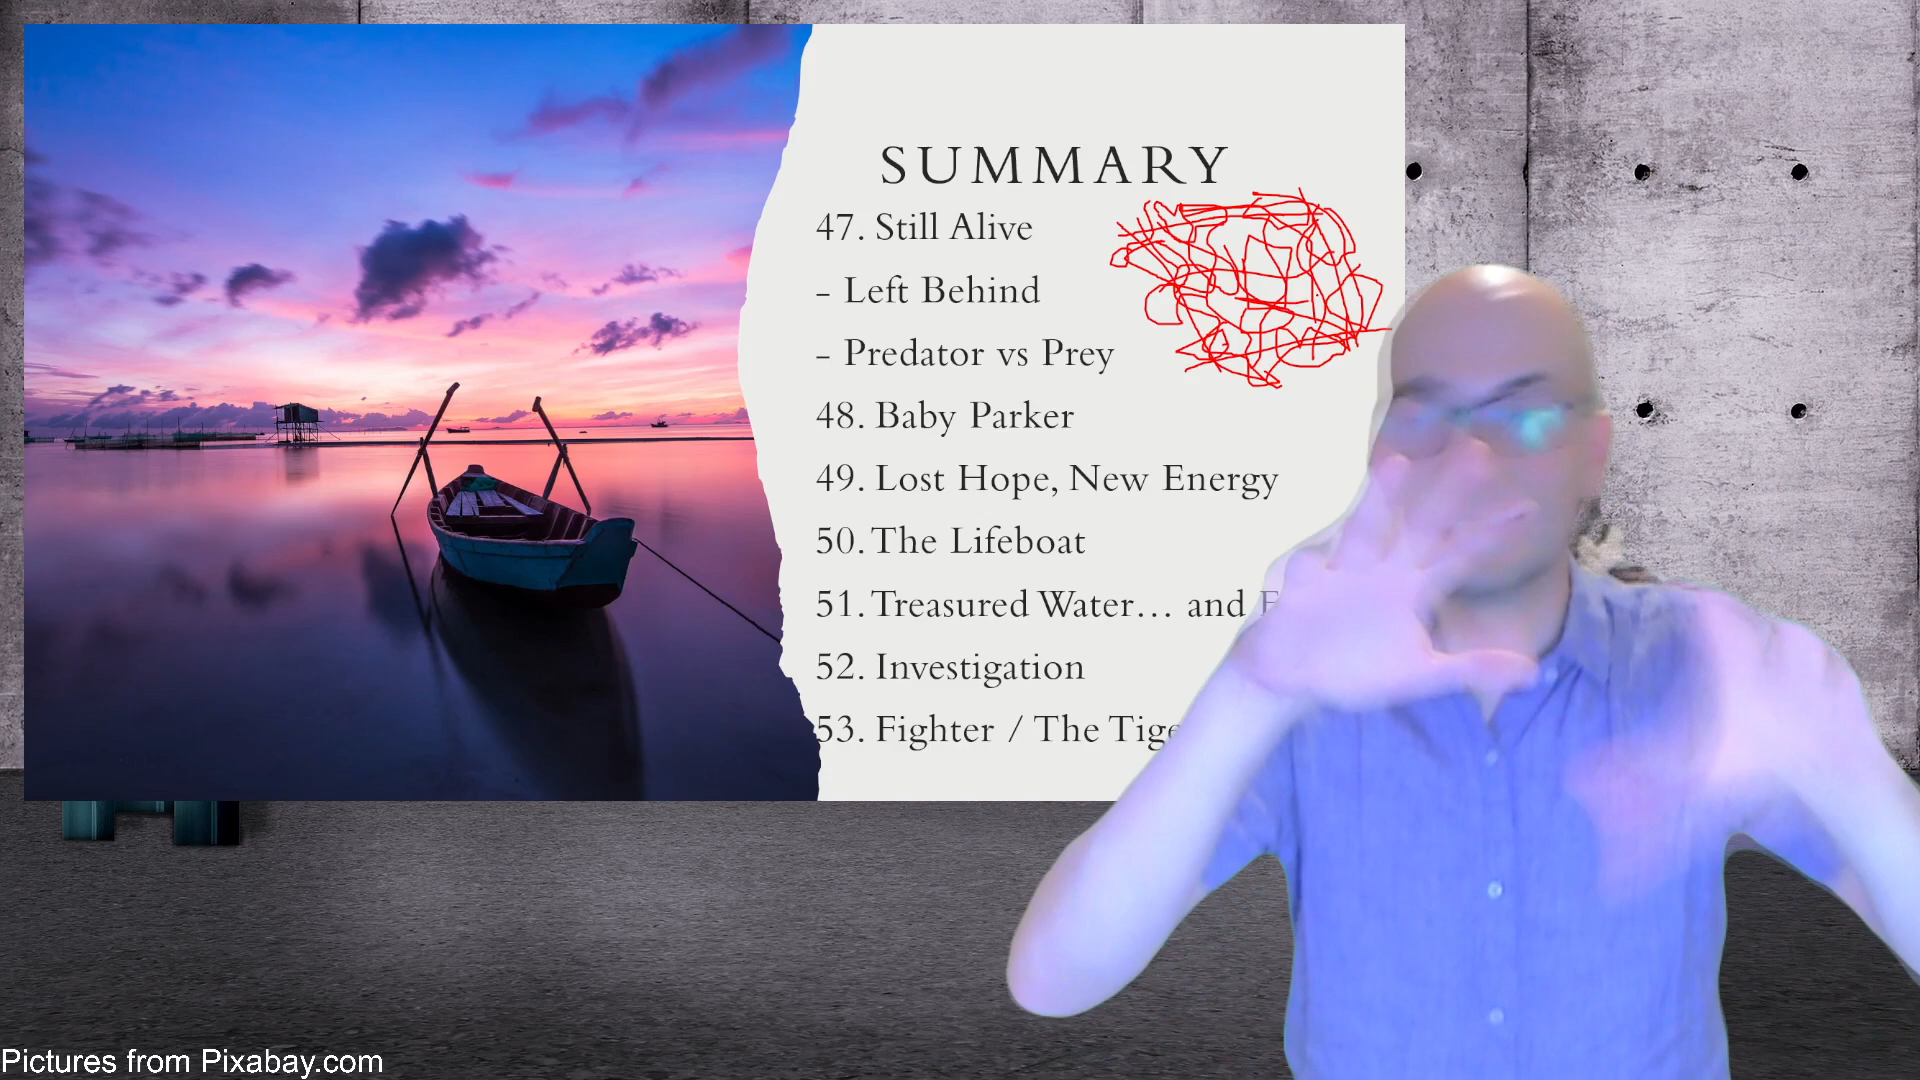 SUMMARY
47. Still Alive
- Left Behind
- Predator vs Prey
48. Baby Parker
49. Lost Hope, New Energy
50. The Lifeboat
51. Treasured Water... and
52. Investigation
53. Fighter / The
Pictures from Pixabay.com